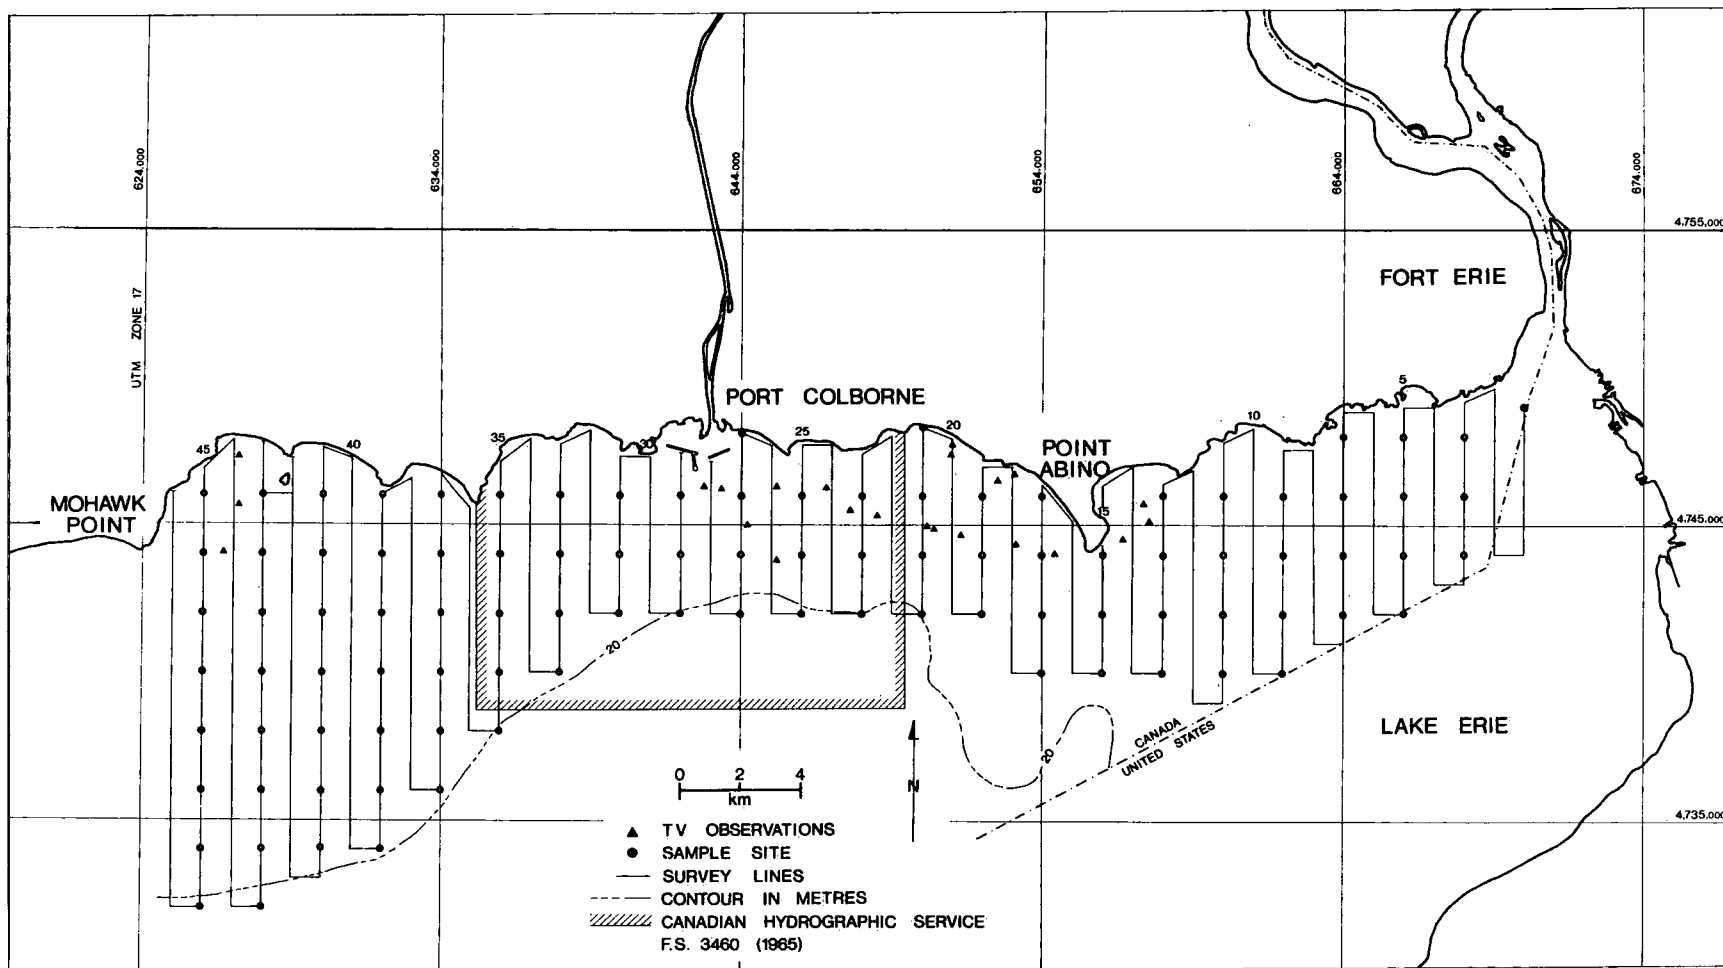 624.000
634.000
644.000
654.000
664.000
674.000
4,755,000
UTM ZONE 17
FORT ERIE
PORT COLBORNE
5
10
20
25
30
35
40
45
POINT
ABINO
15
MOHAWK
POINT
4,745.000
20
CANADA
UNITED STATES
20
LAKE ERIE
0 2 4
km
N
4,735,000
TV OBSERVATIONS
SAMPLE SITE
SURVEY LINES
CONTOUR IN METRES
CANADIAN HYDROGRAPHIC SERVICE
F.S. 3460 (1965)